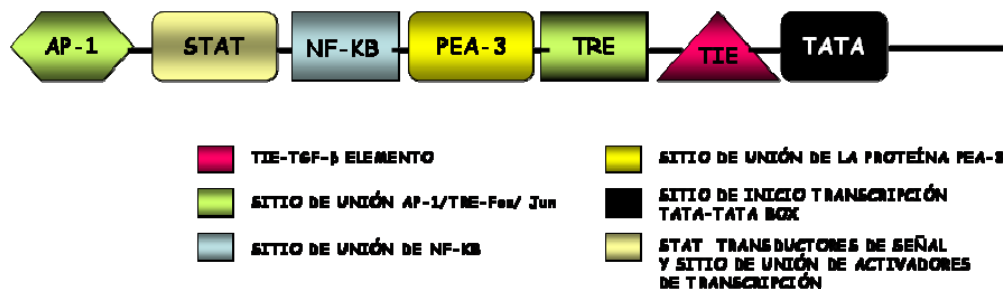 AP-1 STAT NF-KB PEA-3 TRE TIE TATA
TIE-TGF-β ELEMENTO
SITIO DE UNIÓN AP-1/TRE-Fos/ Jun
SITIO DE UNIÓN DE NF-KB
SITIO DE UNIÓN DE LA PROTEÍNA PEA-3
SITIO DE INICIO TRANSCRIPCIÓN
TATA-TATA BOX
STAT TRANSDUCTORES DE SEÑAL
Y SITIO DE UNIÓN DE ACTIVADORES
DE TRANSCRIPCIÓN